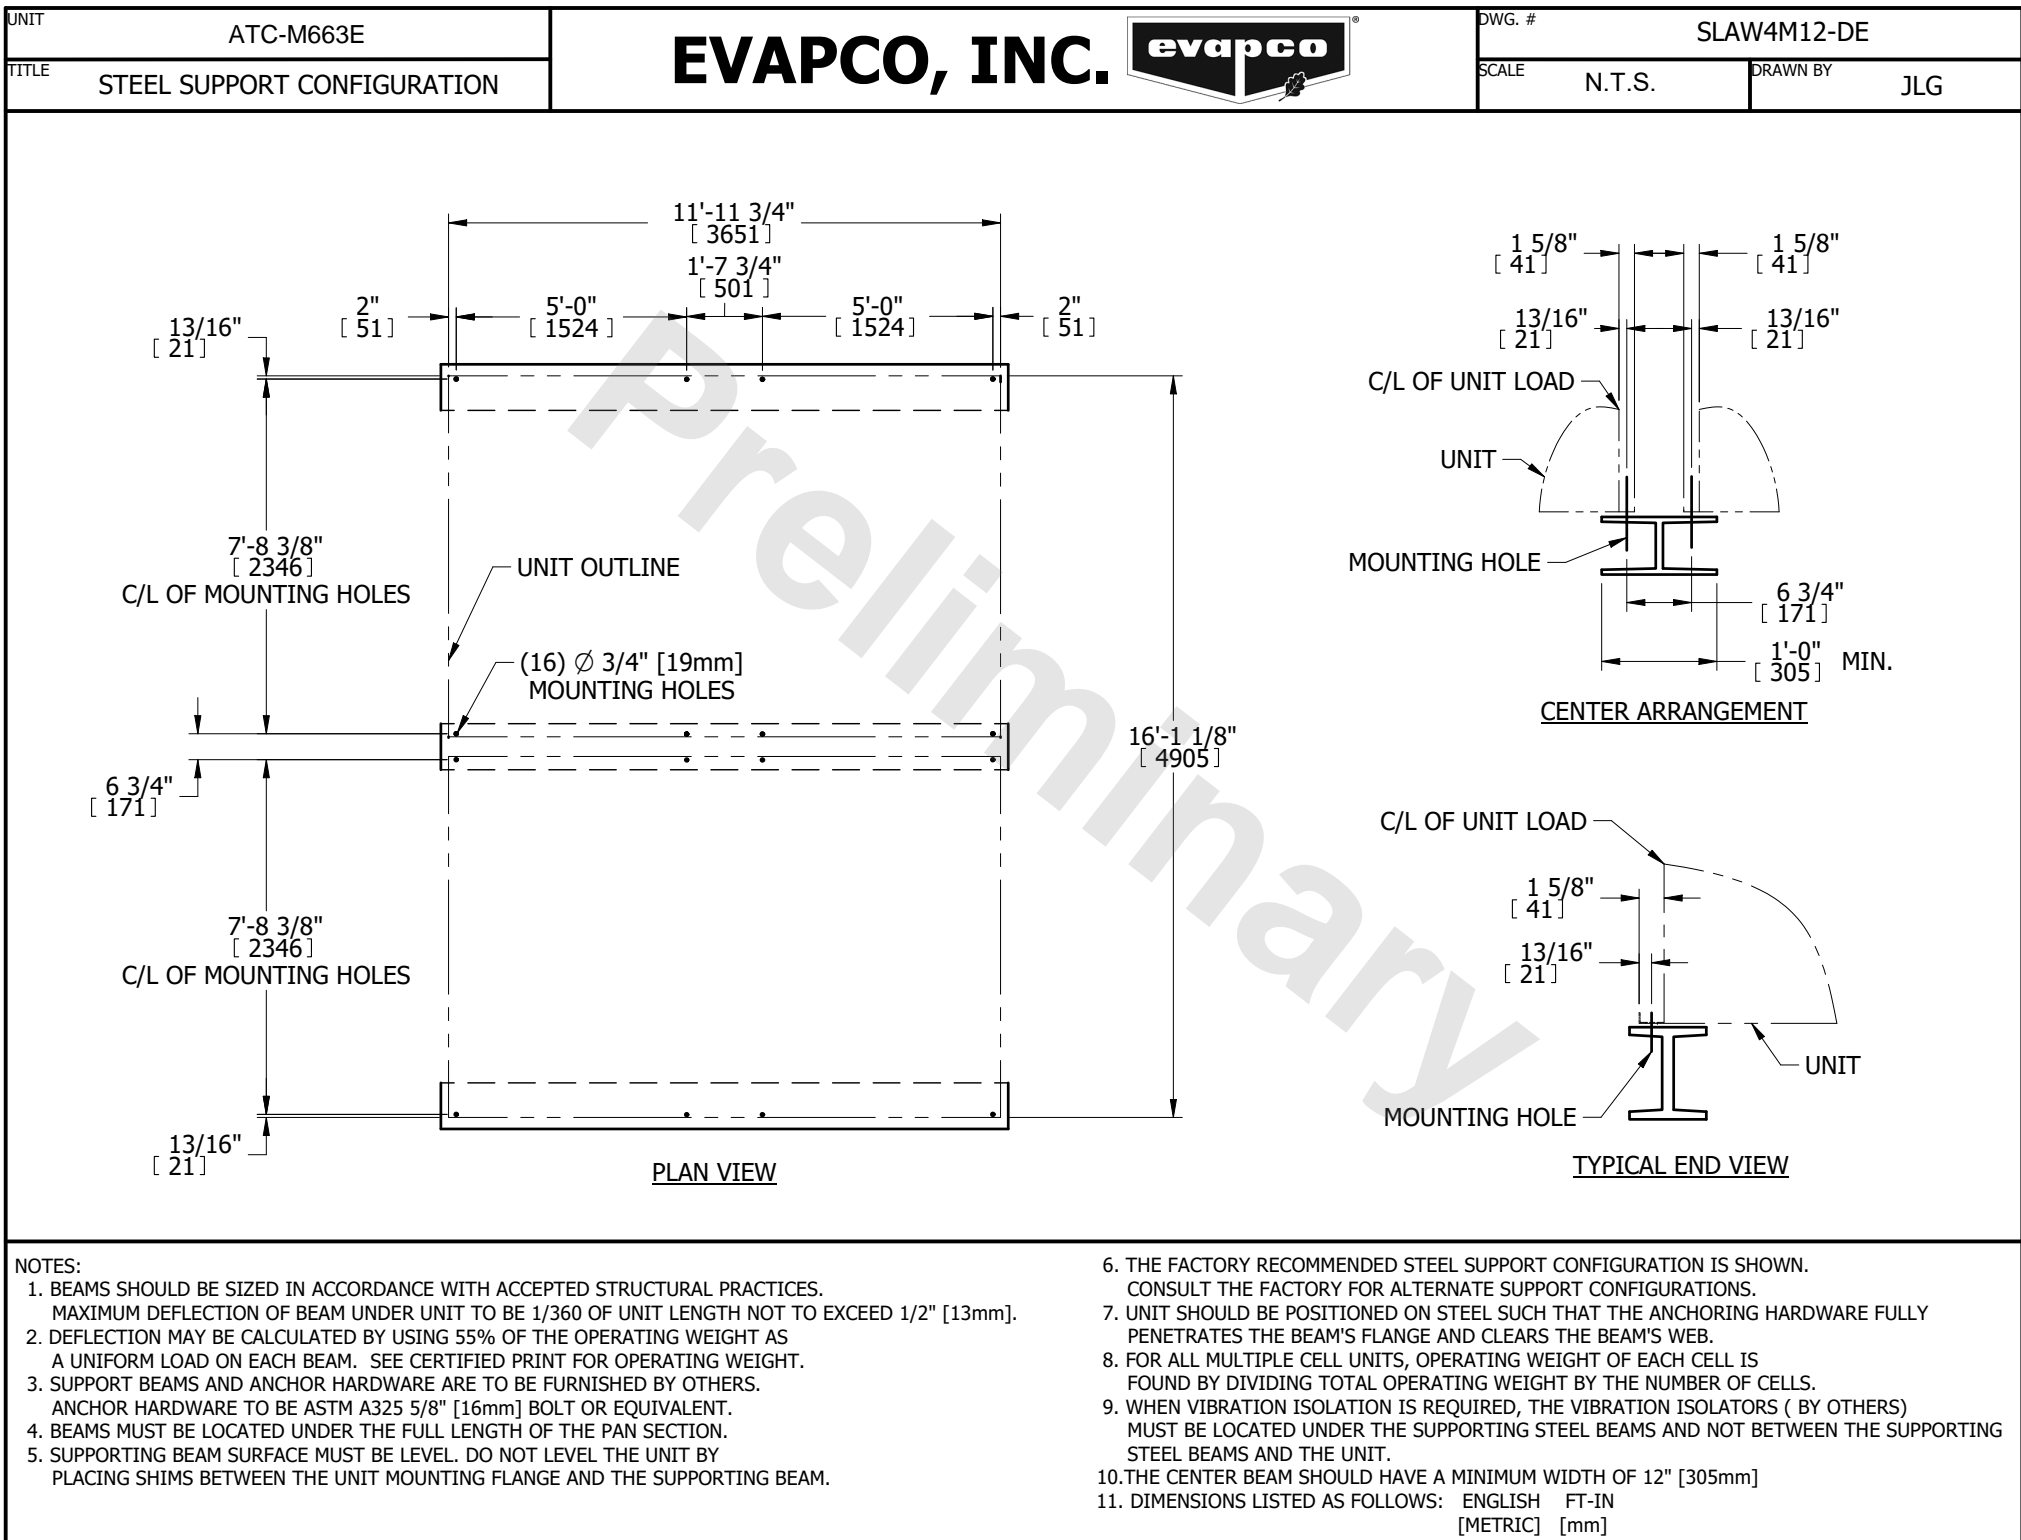 UNIT
ATC-M663E
TITLE
STEEL SUPPORT CONFIGURATION
EVAPCO, INC.
evapco
®
DWG. #
SLAW4M12-DE
SCALE
N.T.S.
DRAWN BY
JLG
11'-11 3/4"
[ 3651]
1'-7 3/4"
[ 501 ]
2"
[ 51]
5'-0"
[ 1524 ]
5'-0"
[ 1524 ]
2"
[ 51]
13/16"
[ 21]
7'-8 3/8"
[ 2346]
C/L OF MOUNTING HOLES
UNIT OUTLINE
(16) Ø 3/4" [19mm]
MOUNTING HOLES
6 3/4"
[ 171]
16'-1 1/8"
[ 4905]
7'-8 3/8"
[ 2346]
C/L OF MOUNTING HOLES
13/16"
[ 21]
PLAN VIEW
Preliminary
1 5/8"
[ 41]
1 5/8"
[ 41]
13/16"
[ 21]
13/16"
[ 21]
C/L OF UNIT LOAD
UNIT
MOUNTING HOLE
6 3/4"
[ 171]
1'-0"
[ 305] MIN.
CENTER ARRANGEMENT
C/L OF UNIT LOAD
1 5/8"
[ 41]
13/16"
[ 21]
UNIT
MOUNTING HOLE
TYPICAL END VIEW
NOTES:
1. BEAMS SHOULD BE SIZED IN ACCORDANCE WITH ACCEPTED STRUCTURAL PRACTICES.
MAXIMUM DEFLECTION OF BEAM UNDER UNIT TO BE 1/360 OF UNIT LENGTH NOT TO EXCEED 1/2" [13mm].
2. DEFLECTION MAY BE CALCULATED BY USING 55% OF THE OPERATING WEIGHT AS
A UNIFORM LOAD ON EACH BEAM. SEE CERTIFIED PRINT FOR OPERATING WEIGHT.
3. SUPPORT BEAMS AND ANCHOR HARDWARE ARE TO BE FURNISHED BY OTHERS.
ANCHOR HARDWARE TO BE ASTM A325 5/8" [16mm] BOLT OR EQUIVALENT.
4. BEAMS MUST BE LOCATED UNDER THE FULL LENGTH OF THE PAN SECTION.
5. SUPPORTING BEAM SURFACE MUST BE LEVEL. DO NOT LEVEL THE UNIT BY
PLACING SHIMS BETWEEN THE UNIT MOUNTING FLANGE AND THE SUPPORTING BEAM.
6. THE FACTORY RECOMMENDED STEEL SUPPORT CONFIGURATION IS SHOWN.
CONSULT THE FACTORY FOR ALTERNATE SUPPORT CONFIGURATIONS.
7. UNIT SHOULD BE POSITIONED ON STEEL SUCH THAT THE ANCHORING HARDWARE FULLY
PENETRATES THE BEAM'S FLANGE AND CLEARS THE BEAM'S WEB.
8. FOR ALL MULTIPLE CELL UNITS, OPERATING WEIGHT OF EACH CELL IS
FOUND BY DIVIDING TOTAL OPERATING WEIGHT BY THE NUMBER OF CELLS.
9. WHEN VIBRATION ISOLATION IS REQUIRED, THE VIBRATION ISOLATORS ( BY OTHERS)
MUST BE LOCATED UNDER THE SUPPORTING STEEL BEAMS AND NOT BETWEEN THE SUPPORTING
STEEL BEAMS AND THE UNIT.
10.THE CENTER BEAM SHOULD HAVE A MINIMUM WIDTH OF 12" [305mm]
11. DIMENSIONS LISTED AS FOLLOWS: ENGLISH FT-IN
[METRIC] [mm]